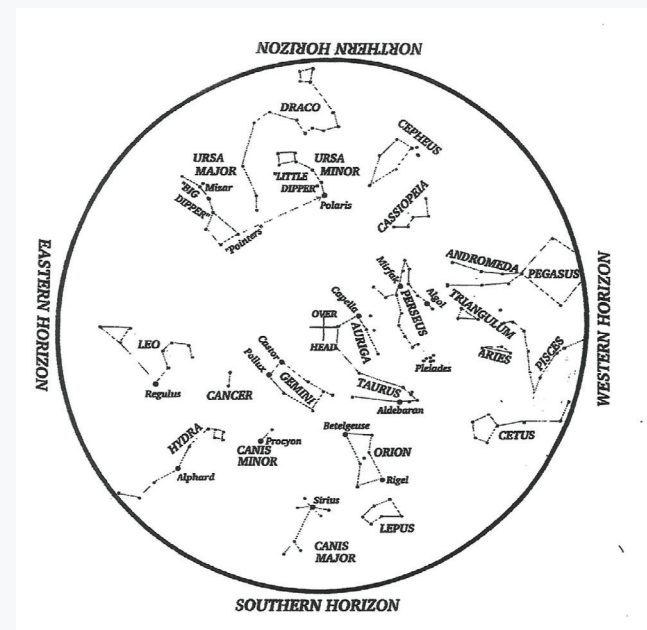 NORTHERN HORIZON
DRACO
CEPHEUS
URSA
MAJOR
URSA
MINOR
"LITTLE
DIPPER"
Mizar
"BIG
DIPPER"
Polaris
CASSIOPEIA
"Pointers"
ANDROMEDA
PEGASUS
Mirfak
PERSEUS
Algol
TRIANGULUM
EASTERN HORIZON
WESTERN HORIZON
Capella
OVER
HEAD
AURIGA
LEO
Castor
Pollux
GEMINI
Pleiades
ARIES
PISCES
Regulus
CANCER
TAURUS
Aldebaran
Betelgeuse
CETUS
HYDRA
Procyon
CANIS
MINOR
ORION
Alphard
Rigel
Sirius
LEPUS
CANIS
MAJOR
SOUTHERN HORIZON